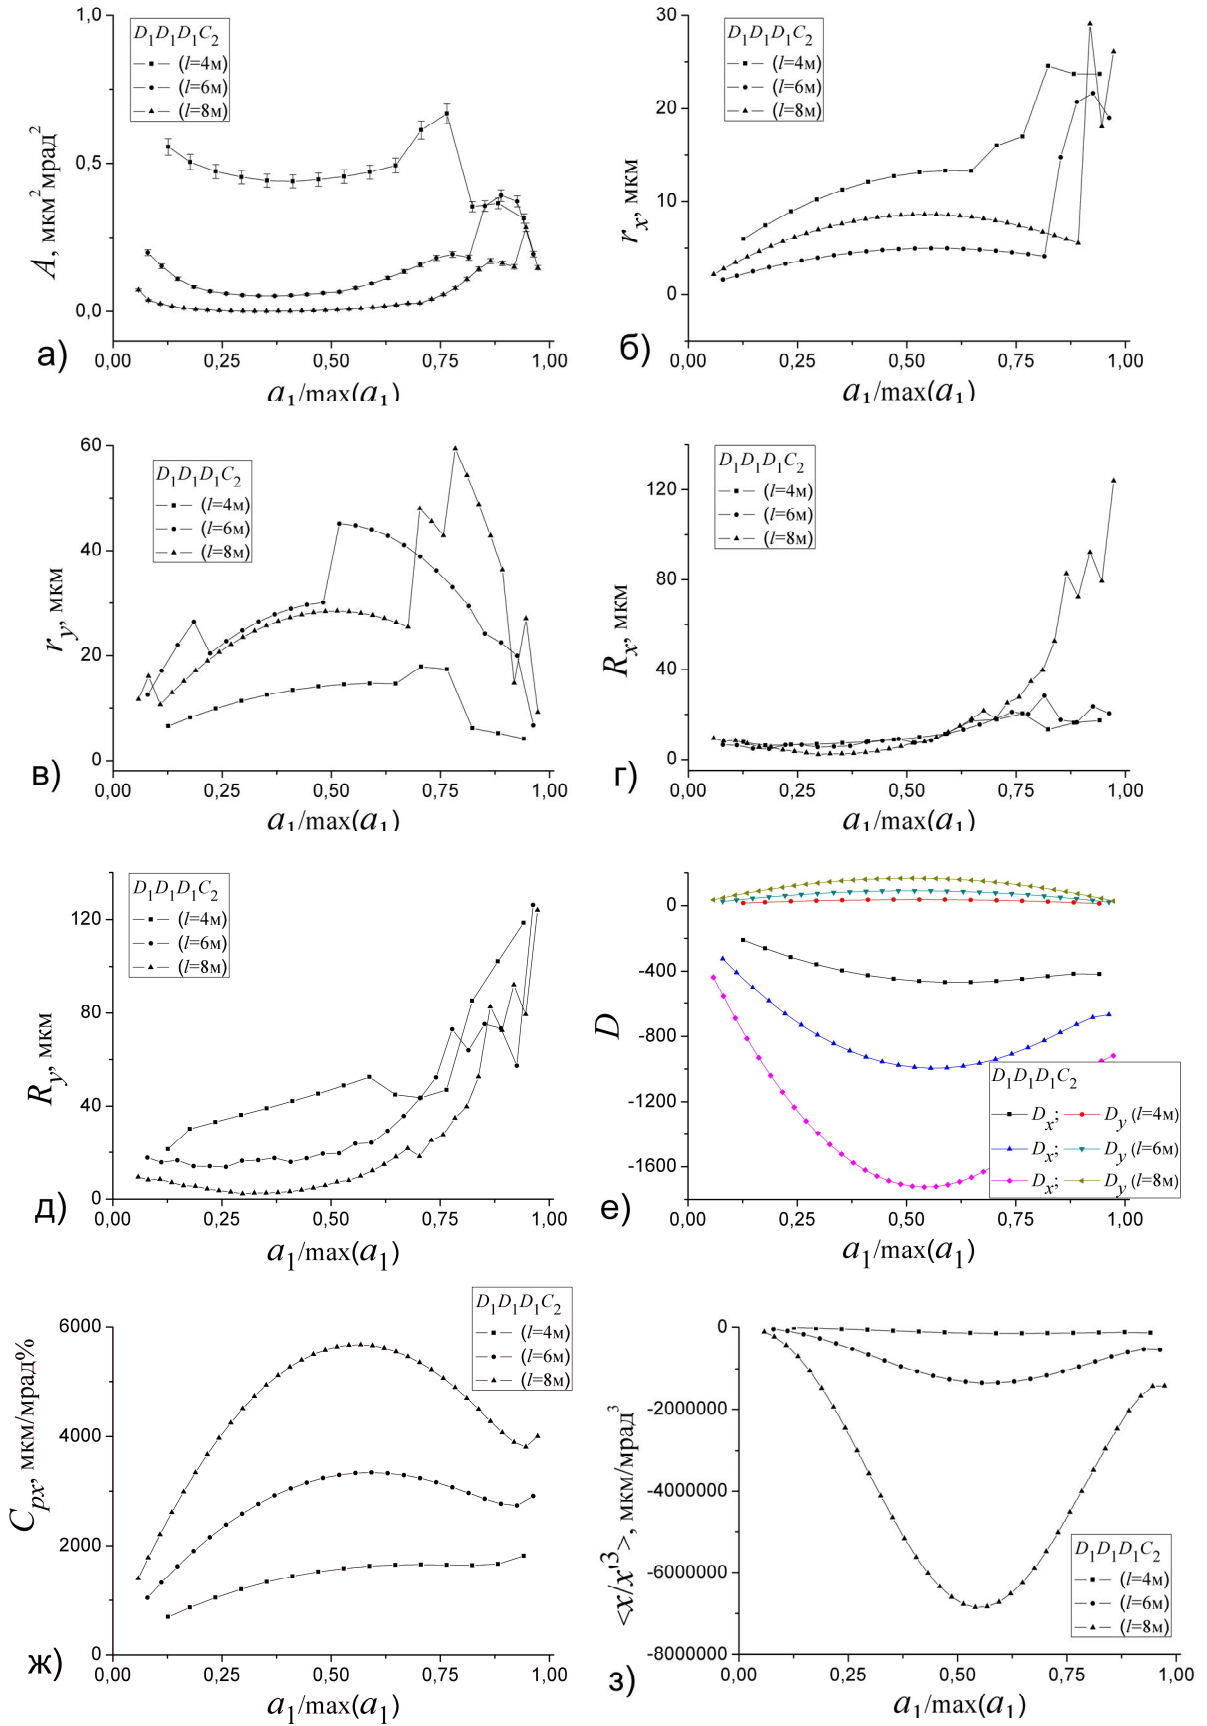 1,0
0,5
0,0
0,00 0,25 0,50 0,75 1,00
A, мкм² мрад²
D₁D₁D₁C₂
(l=4м)
(l=6м)
(l=8м)
а)
a₁/max(a₁)
30
20
10
0
0,00 0,25 0,50 0,75 1,00
rₓ, мкм
D₁D₁D₁C₂
(l=4м)
(l=6м)
(l=8м)
б)
a₁/max(a₁)
60
40
20
0
0,00 0,25 0,50 0,75 1,00
r_y, мкм
D₁D₁D₁C₂
(l=4м)
(l=6м)
(l=8м)
в)
a₁/max(a₁)
120
80
40
0
0,00 0,25 0,50 0,75 1,00
Rₓ, мкм
D₁D₁D₁C₂
(l=4м)
(l=6м)
(l=8м)
г)
a₁/max(a₁)
120
80
40
0
0,00 0,25 0,50 0,75 1,00
R_y, мкм
D₁D₁D₁C₂
(l=4м)
(l=6м)
(l=8м)
д)
a₁/max(a₁)
0
-400
-800
-1200
-1600
0,00 0,25 0,50 0,75 1,00
D
D₁D₁D₁C₂
Dₓ; D_y (l=4м)
Dₓ; D_y (l=6м)
Dₓ; D_y (l=8м)
е)
a₁/max(a₁)
6000
4000
2000
0
0,00 0,25 0,50 0,75 1,00
C_px, мкм/мрад%
D₁D₁D₁C₂
(l=4м)
(l=6м)
(l=8м)
ж)
a₁/max(a₁)
0
-2000000
-4000000
-6000000
-8000000
0,00 0,25 0,50 0,75 1,00
<x/x'³>, мкм/мрад³
D₁D₁D₁C₂
(l=4м)
(l=6м)
(l=8м)
з)
a₁/max(a₁)